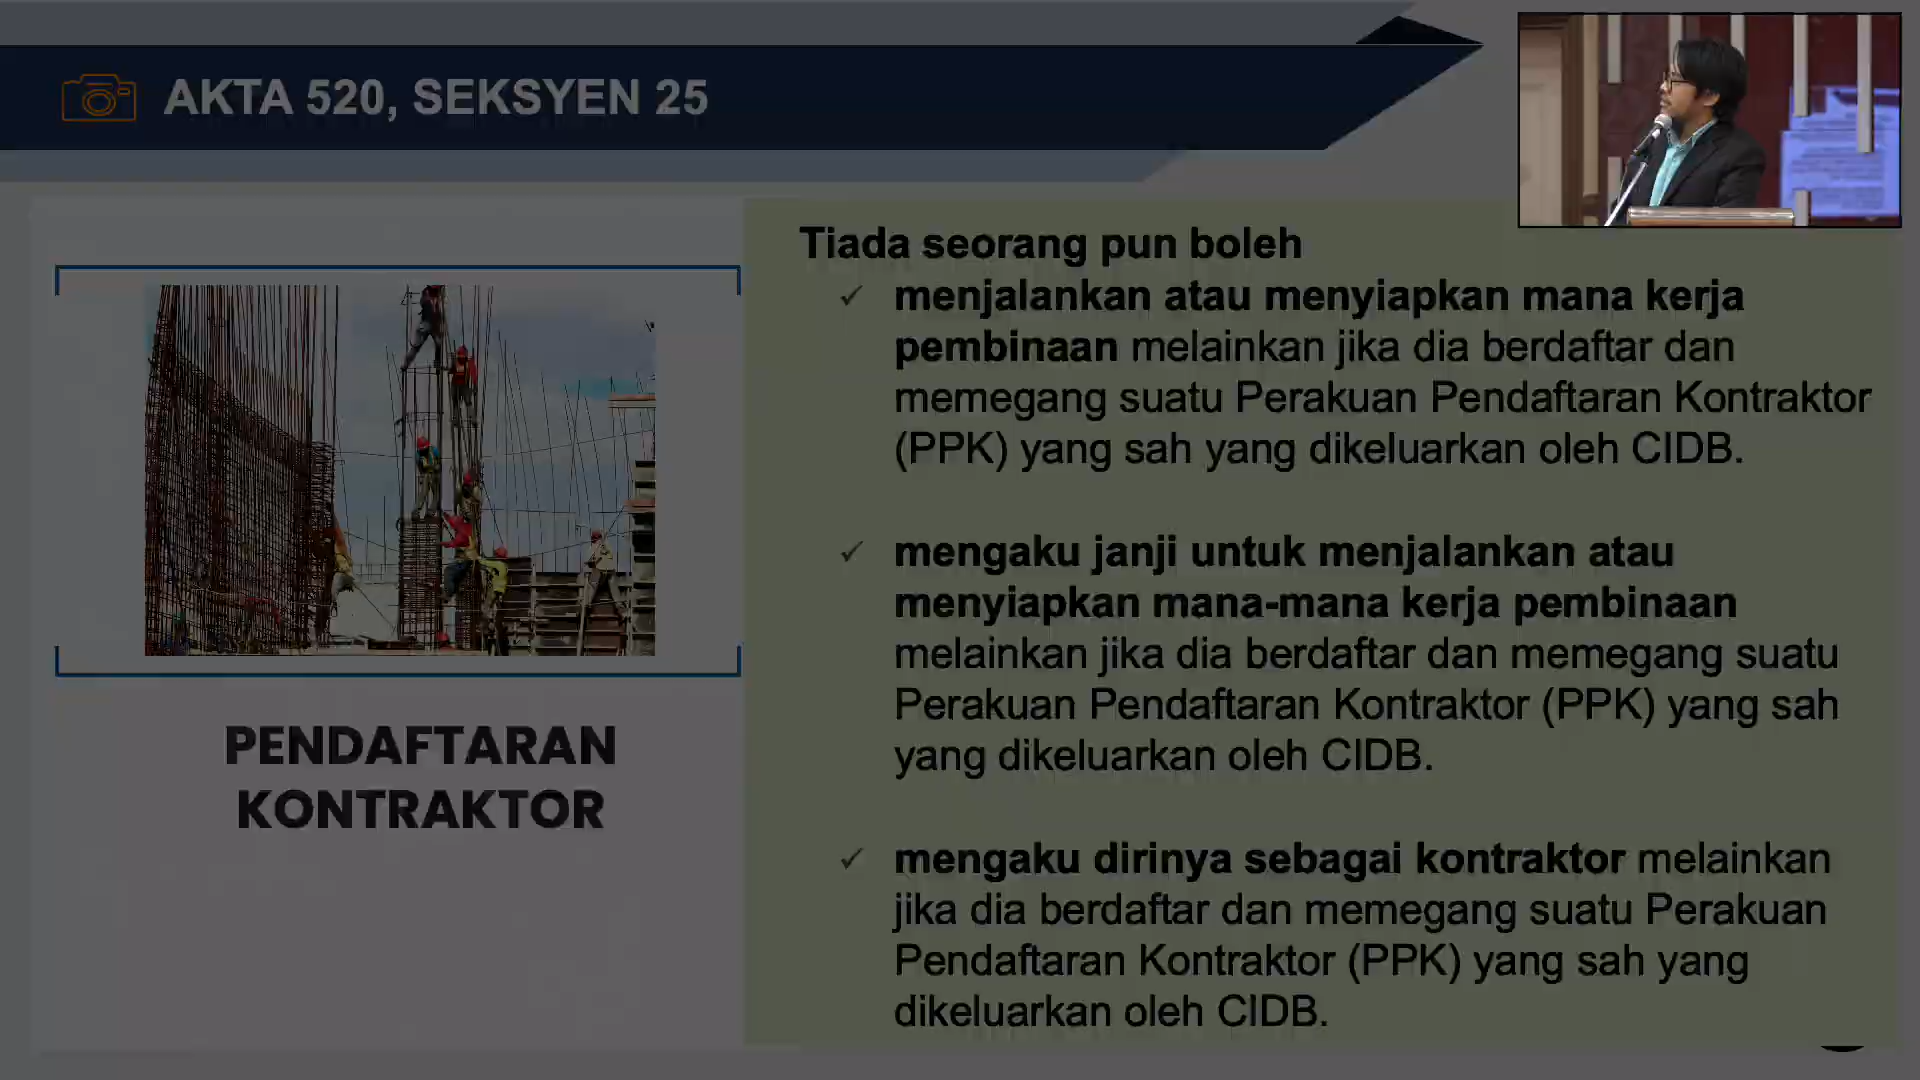 AKTA 520, SEKSYEN 25
Tiada seorang pun boleh
✓ menjalankan atau menyiapkan mana kerja
pembinaan melainkan jika dia berdaftar dan
memegang suatu Perakuan Pendaftaran Kontraktor
(PPK) yang sah yang dikeluarkan oleh CIDB.
✓ mengaku janji untuk menjalankan atau
menyiapkan mana-mana kerja pembinaan
melainkan jika dia berdaftar dan memegang suatu
Perakuan Pendaftaran Kontraktor (PPK) yang sah
yang dikeluarkan oleh CIDB.
✓ mengaku dirinya sebagai kontraktor melainkan
jika dia berdaftar dan memegang suatu Perakuan
Pendaftaran Kontraktor (PPK) yang sah yang
dikeluarkan oleh CIDB.
PENDAFTARAN
KONTRAKTOR